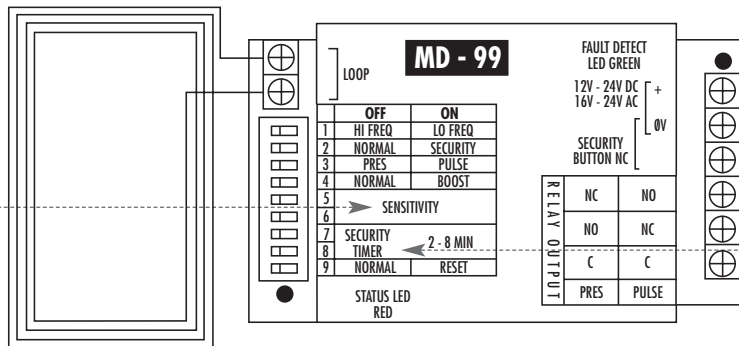 MD - 99
LOOP
FAULT DETECT
LED GREEN
12V - 24V DC +
16V - 24V AC
ØV
SECURITY
BUTTON NC
OFF ON
1 HI FREQ LO FREQ
2 NORMAL SECURITY
3 PRES PULSE
4 NORMAL BOOST
5
SENSITIVITY
6
7 SECURITY 2 - 8 MIN
8 TIMER
9 NORMAL RESET
STATUS LED
RED
RELAY OUTPUT
NC NO
NO NC
C C
PRES PULSE